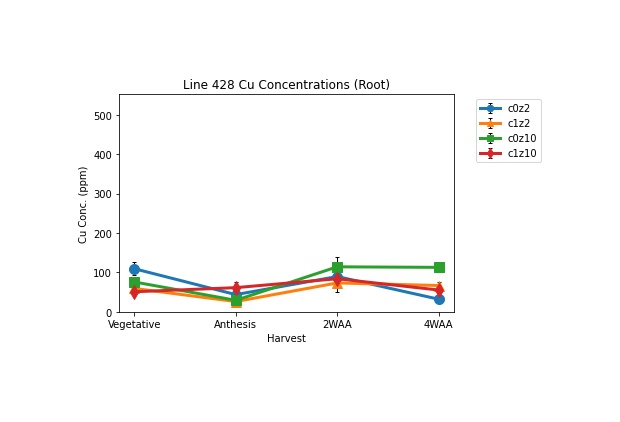 Line 428 Cu Concentrations (Root)
500
400
300
200
100
0
Cu Conc. (ppm)
Vegetative Anthesis 2WAA 4WAA
Harvest
c0z2
c1z2
c0z10
c1z10